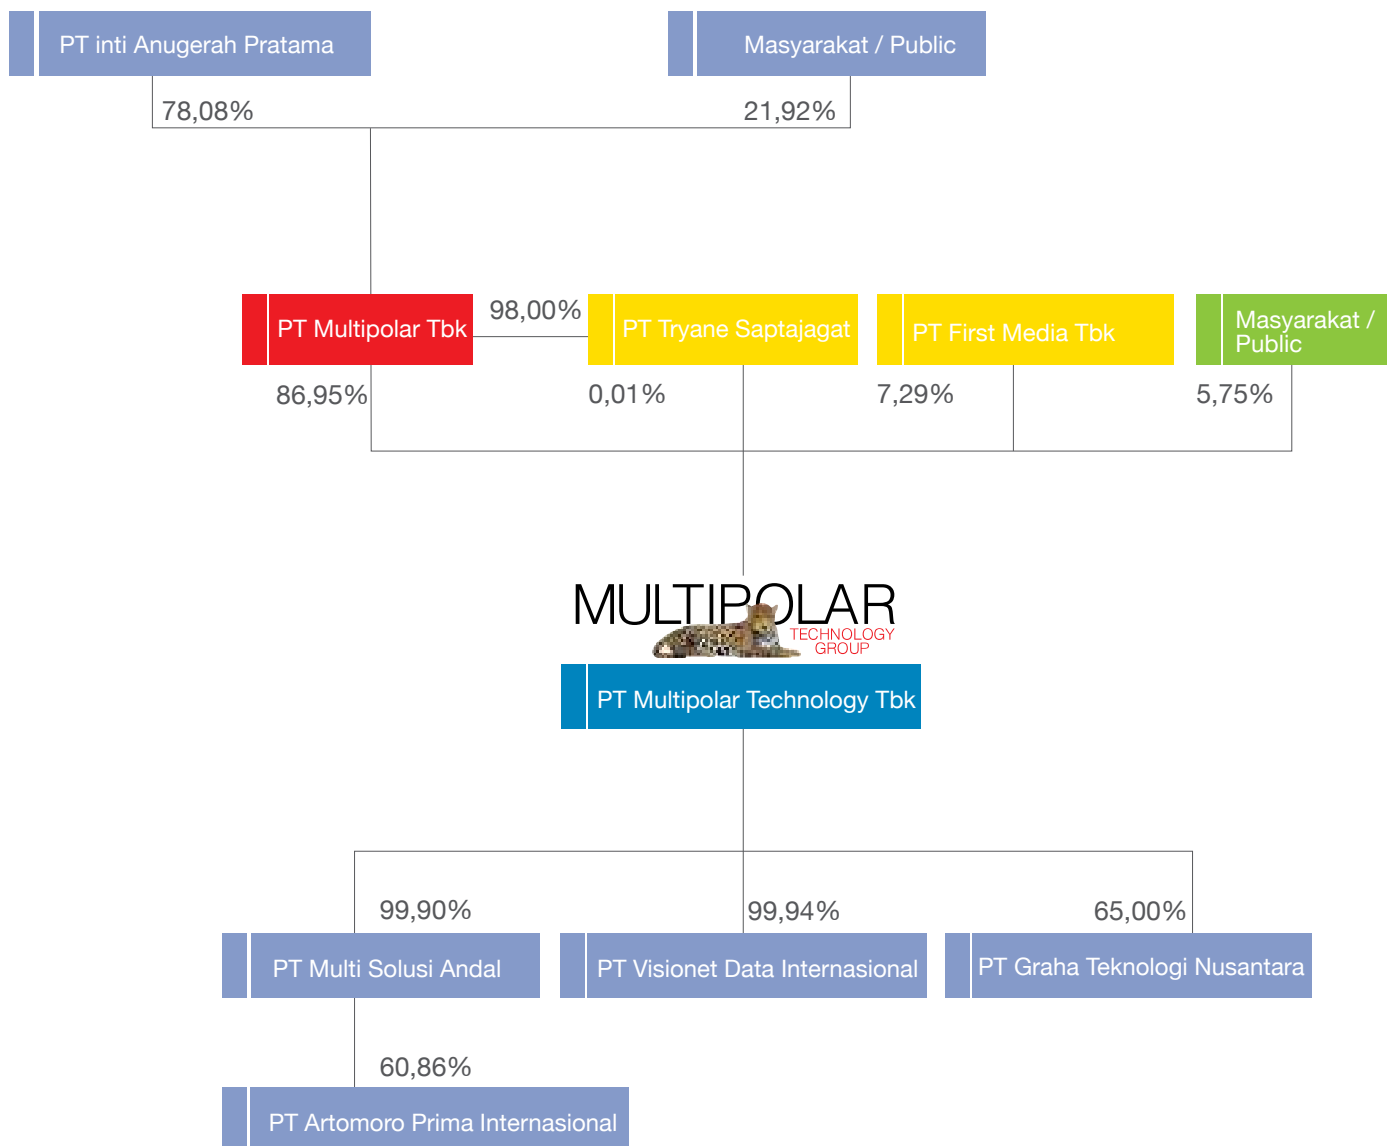 PT inti Anugerah Pratama
Masyarakat / Public
78,08%
21,92%
PT Multipolar Tbk
98,00%
PT Tryane Saptajagat
PT First Media Tbk
Masyarakat /
Public
86,95%
0,01%
7,29%
5,75%
MULTIPOLAR
TECHNOLOGY
GROUP
PT Multipolar Technology Tbk
99,90%
99,94%
65,00%
PT Multi Solusi Andal
PT Visionet Data Internasional
PT Graha Teknologi Nusantara
60,86%
PT Artomoro Prima Internasional